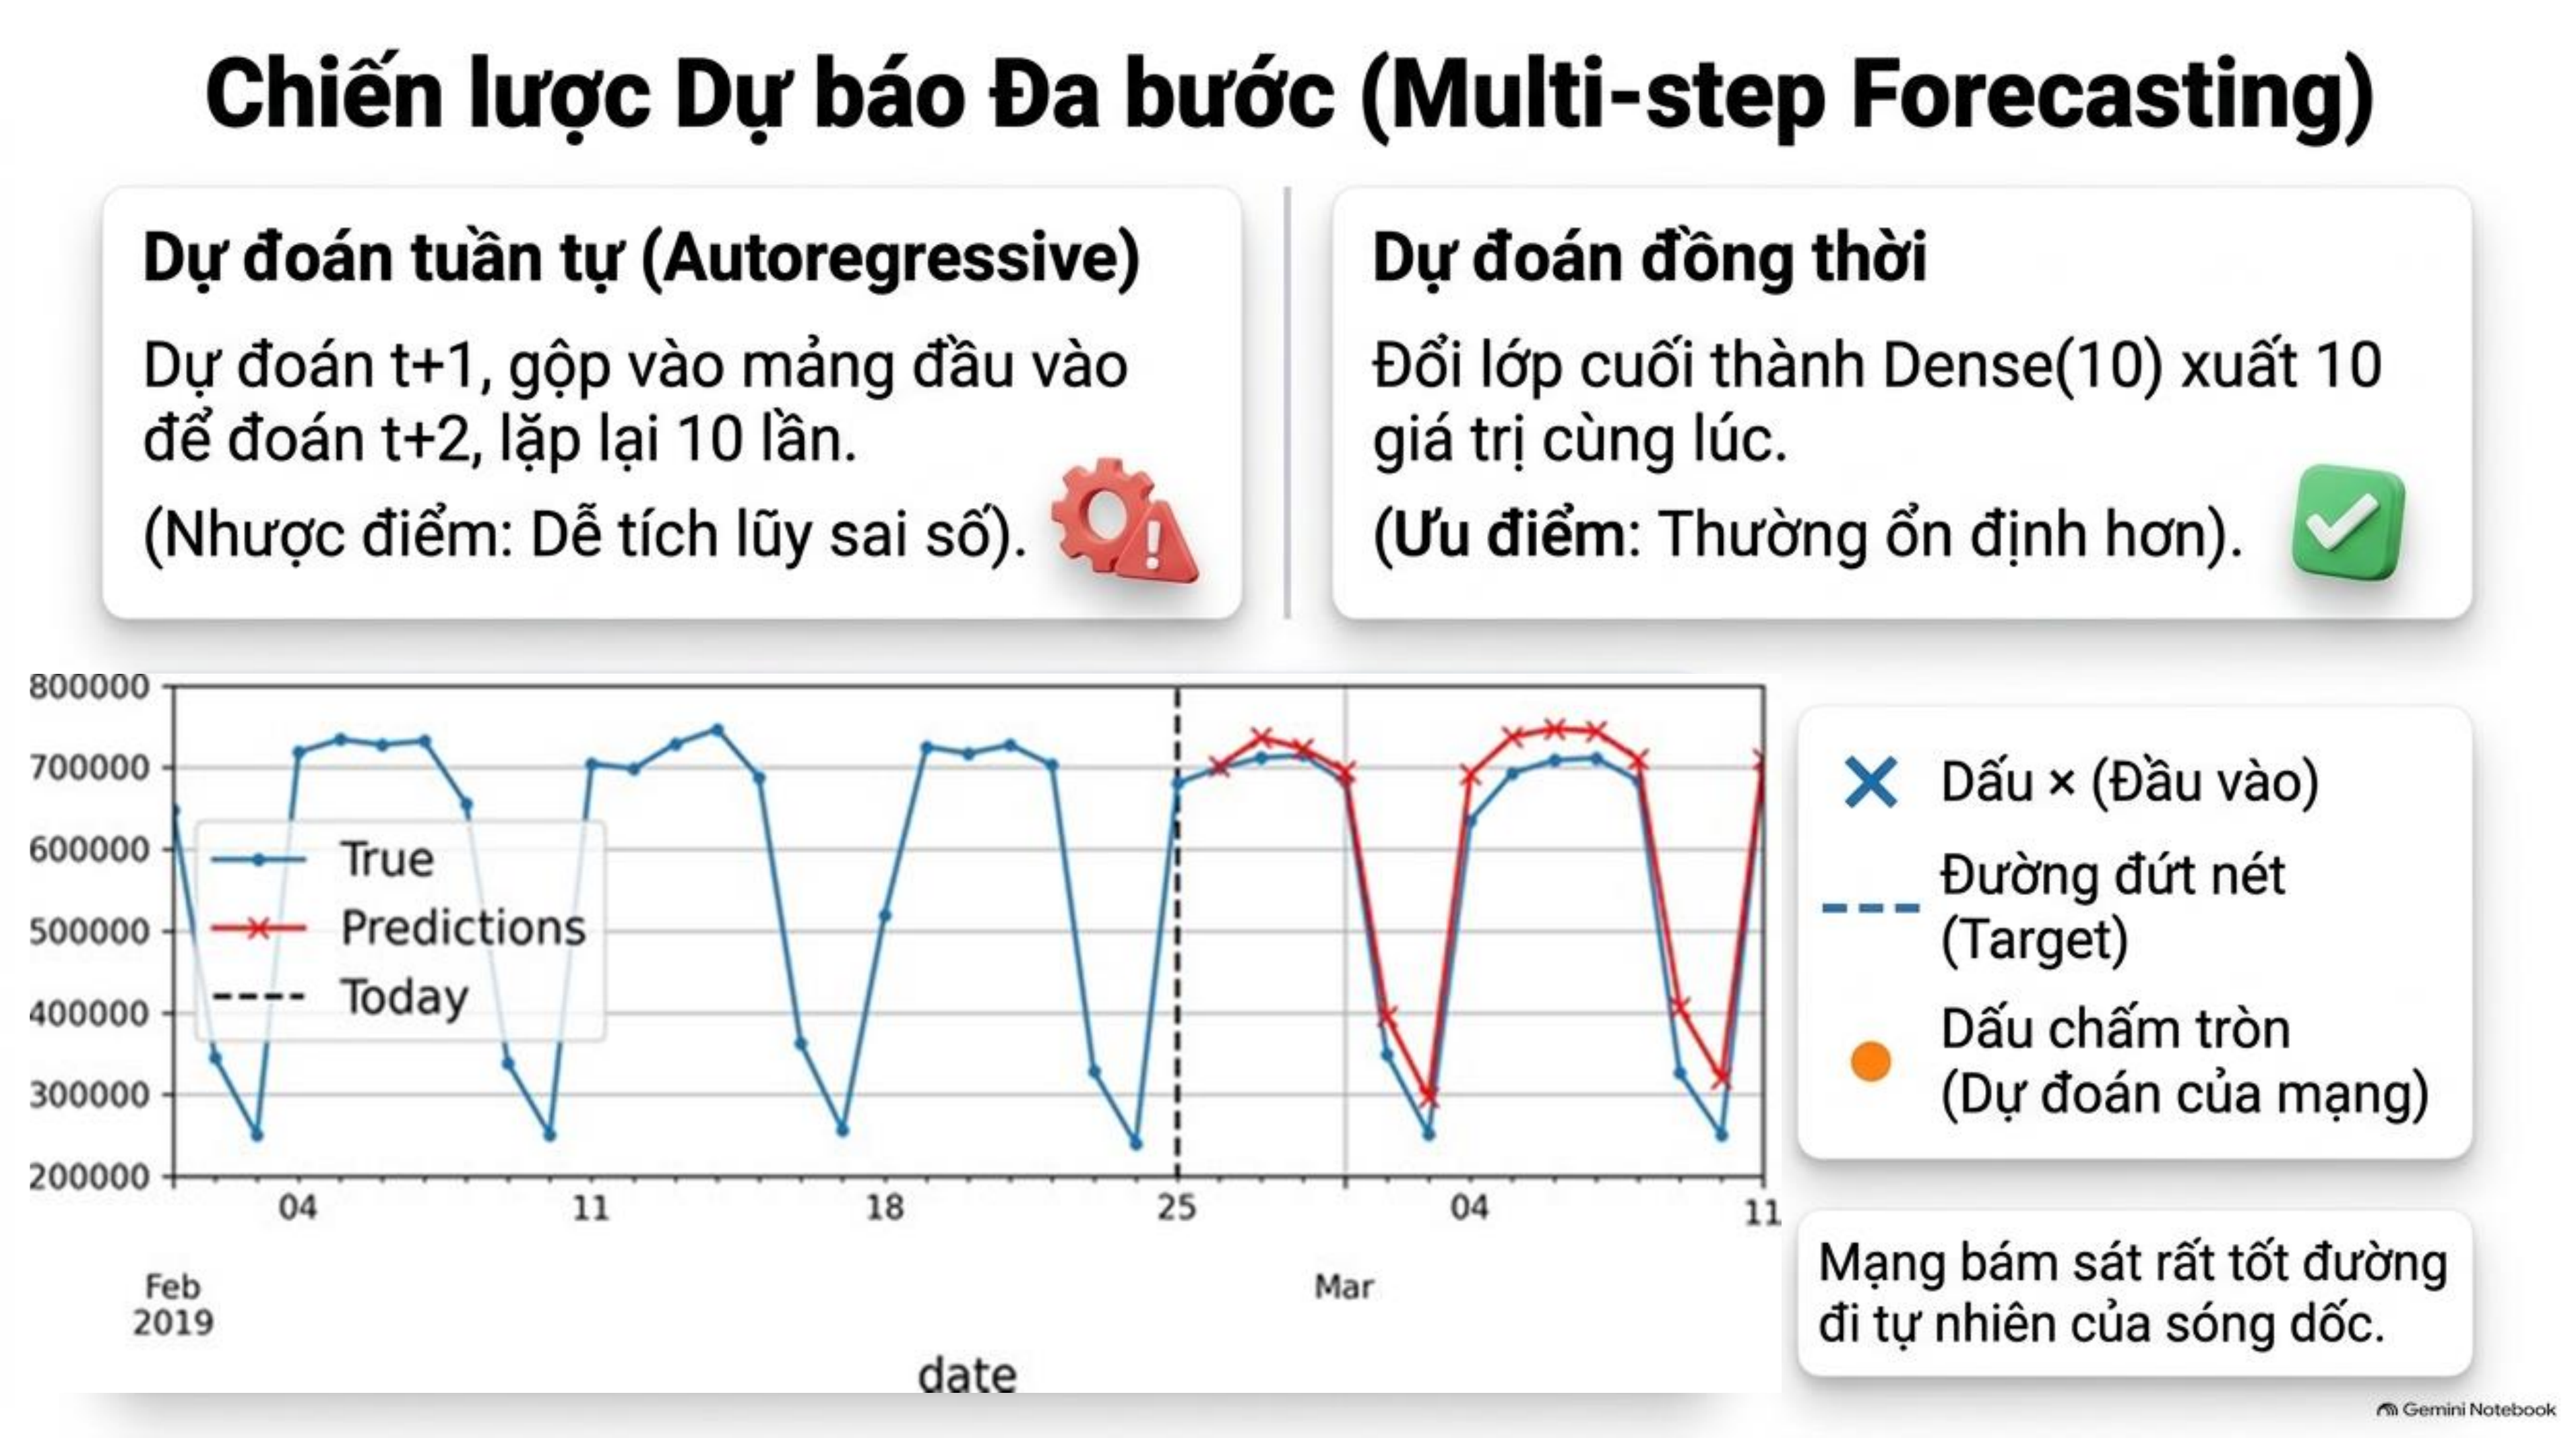 Chiến lược Dự báo Đa bước (Multi-step Forecasting)
Dự đoán tuần tự (Autoregressive)
Dự đoán t+1, gộp vào mảng đầu vào
để đoán t+2, lặp lại 10 lần.
(Nhược điểm: Dễ tích lũy sai số).
Dự đoán đồng thời
Đổi lớp cuối thành Dense(10) xuất 10
giá trị cùng lúc.
(Ưu điểm: Thường ổn định hơn).
800000
700000
600000
500000
400000
300000
200000
True
Predictions
Today
04
11
18
25
04
11
Feb
2019
Mar
date
Dấu × (Đầu vào)
Đường đứt nét
(Target)
Dấu chấm tròn
(Dự đoán của mạng)
Mạng bám sát rất tốt đường
đi tự nhiên của sóng dốc.
Gemini Notebook